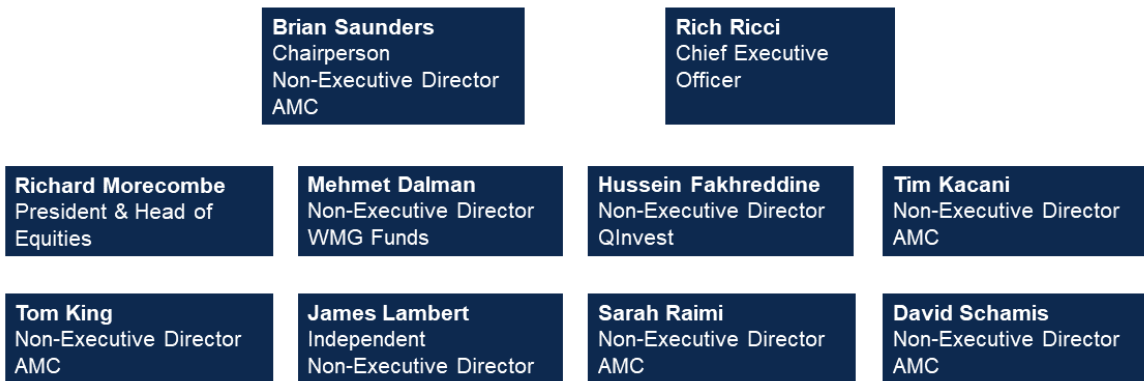 Brian Saunders
Chairperson
Non-Executive Director
AMC
Rich Ricci
Chief Executive
Officer
Richard Morecombe
President & Head of
Equities
Mehmet Dalman
Non-Executive Director
WMG Funds
Hussein Fakhreddine
Non-Executive Director
QInvest
Tim Kacani
Non-Executive Director
AMC
Tom King
Non-Executive Director
AMC
James Lambert
Independent
Non-Executive Director
Sarah Raimi
Non-Executive Director
AMC
David Schamis
Non-Executive Director
AMC